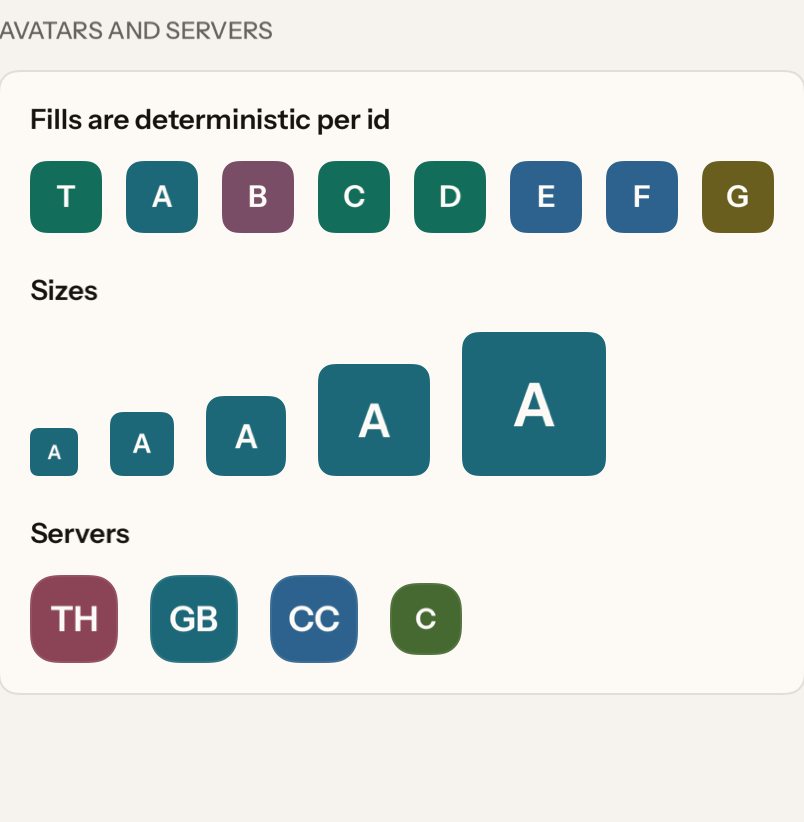 AVATARS AND SERVERS
Fills are deterministic per id
T A B C D E F G
Sizes
A A A A A
Servers
TH GB CC C